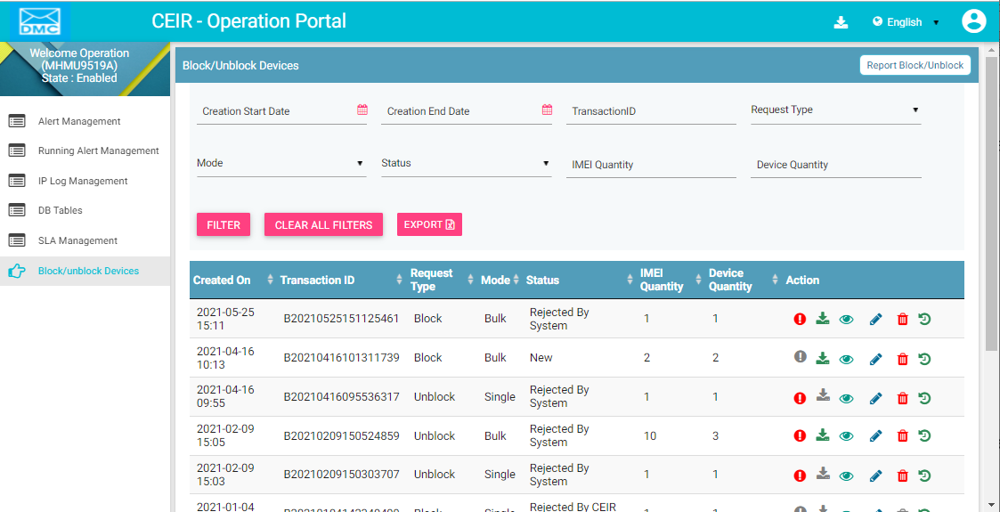 DMC
CEIR - Operation Portal
English
Welcome Operation
(MHMU9519A)
State : Enabled
Alert Management
Running Alert Management
IP Log Management
DB Tables
SLA Management
Block/unblock Devices
Block/Unblock Devices
Report Block/Unblock
Creation Start Date
Creation End Date
TransactionID
Request Type
Mode
Status
IMEI Quantity
Device Quantity
FILTER
CLEAR ALL FILTERS
EXPORT
Created On Transaction ID Request Type Mode Status IMEI Quantity Device Quantity Action
2021-05-25 15:11 B20210525151125461 Block Bulk Rejected By System 1 1
2021-04-16 10:13 B20210416101311739 Block Bulk New 2 2
2021-04-16 09:55 B20210416095536317 Unblock Single Rejected By System 1 1
2021-02-09 15:05 B20210209150524859 Unblock Bulk Rejected By System 10 3
2021-02-09 15:03 B20210209150303707 Unblock Single Rejected By System 1 1
2021-01-04 Rejected By CEIR